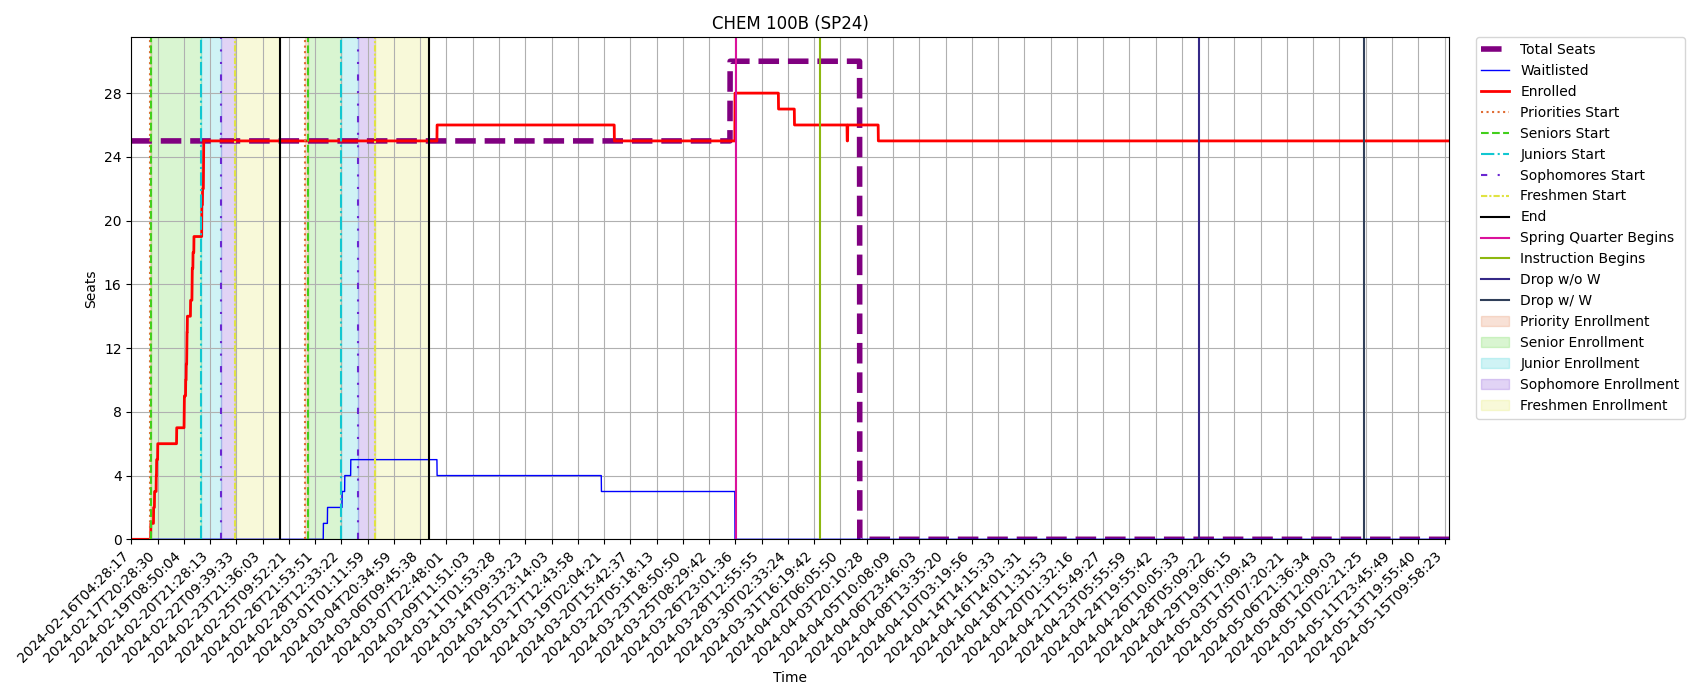 CHEM 100B (SP24)
Seats
28
24
20
16
12
8
4
0
2024-02-16T04:28:17
2024-02-17T20:28:30
2024-02-19T08:50:04
2024-02-20T21:28:13
2024-02-22T09:39:33
2024-02-23T21:36:03
2024-02-25T09:52:21
2024-02-26T21:53:51
2024-02-28T12:33:22
2024-03-01T01:11:59
2024-03-04T20:34:59
2024-03-06T09:45:38
2024-03-07T22:48:01
2024-03-09T11:51:03
2024-03-11T00:53:28
2024-03-14T09:33:23
2024-03-15T23:14:03
2024-03-17T12:43:58
2024-03-19T02:04:21
2024-03-20T15:42:37
2024-03-22T05:18:13
2024-03-23T18:50:50
2024-03-25T08:29:42
2024-03-26T23:01:36
2024-03-28T12:55:55
2024-03-30T02:33:24
2024-03-31T16:19:42
2024-04-02T06:05:50
2024-04-03T20:10:28
2024-04-05T10:08:09
2024-04-06T23:46:03
2024-04-08T13:35:20
2024-04-10T03:19:56
2024-04-14T14:15:33
2024-04-16T14:01:31
2024-04-18T11:31:53
2024-04-20T01:32:16
2024-04-21T15:49:27
2024-04-23T05:55:59
2024-04-24T19:55:42
2024-04-26T10:05:33
2024-04-28T05:09:22
2024-04-29T19:06:15
2024-05-03T17:09:43
2024-05-05T07:20:21
2024-05-06T21:36:34
2024-05-08T12:09:03
2024-05-10T02:21:25
2024-05-11T23:45:49
2024-05-13T19:55:40
2024-05-15T09:58:23
Time
Total Seats
Waitlisted
Enrolled
Priorities Start
Seniors Start
Juniors Start
Sophomores Start
Freshmen Start
End
Spring Quarter Begins
Instruction Begins
Drop w/o W
Drop w/ W
Priority Enrollment
Senior Enrollment
Junior Enrollment
Sophomore Enrollment
Freshmen Enrollment